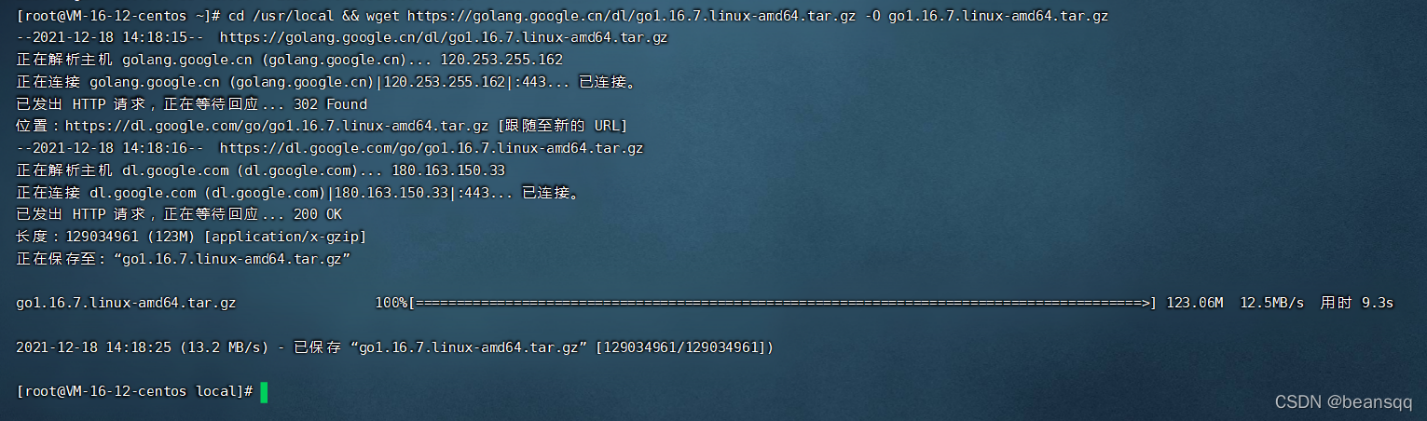 [root@VM-16-12-centos ~]# cd /usr/local && wget https://golang.google.cn/dl/go1.16.7.linux-amd64.tar.gz -O go1.16.7.linux-amd64.tar.gz
--2021-12-18 14:18:15--  https://golang.google.cn/dl/go1.16.7.linux-amd64.tar.gz
正在解析主机 golang.google.cn (golang.google.cn)... 120.253.255.162
正在连接 golang.google.cn (golang.google.cn)|120.253.255.162|:443... 已连接。
已发出 HTTP 请求，正在等待回应... 302 Found
位置：https://dl.google.com/go/go1.16.7.linux-amd64.tar.gz [跟随至新的 URL]
--2021-12-18 14:18:16--  https://dl.google.com/go/go1.16.7.linux-amd64.tar.gz
正在解析主机 dl.google.com (dl.google.com)... 180.163.150.33
正在连接 dl.google.com (dl.google.com)|180.163.150.33|:443... 已连接。
已发出 HTTP 请求，正在等待回应... 200 OK
长度：129034961 (123M) [application/x-gzip]
正在保存至: “go1.16.7.linux-amd64.tar.gz”
go1.16.7.linux-amd64.tar.gz 100%[=========================================================================================>] 123.06M  12.5MB/s  用时 9.3s
2021-12-18 14:18:25 (13.2 MB/s) - 已保存 “go1.16.7.linux-amd64.tar.gz” [129034961/129034961])
[root@VM-16-12-centos local]#
CSDN @beansqq